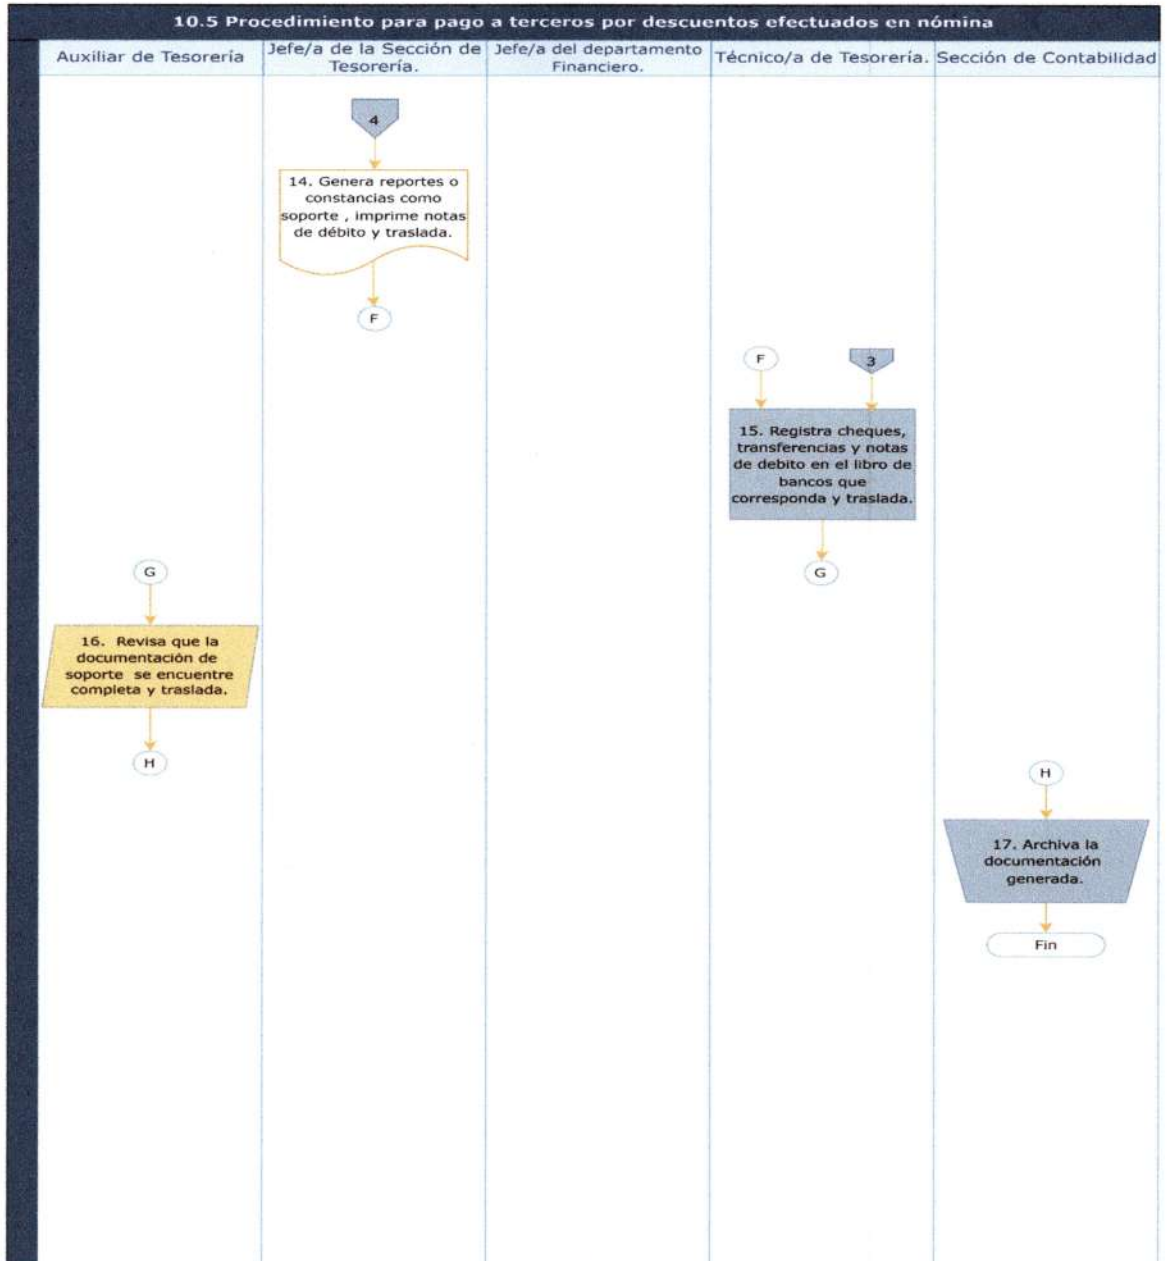 10.5 Procedimiento para pago a terceros por descuentos efectuados en nómina
Auxiliar de Tesorería
Jefe/a de la Sección de
Tesorería.
Jefe/a del departamento
Financiero.
Técnico/a de Tesorería.
Sección de Contabilidad
4
14. Genera reportes o
constancias como
soporte , imprime notas
de débito y traslada.
F
F
3
15. Registra cheques,
transferencias y notas
de debito en el libro de
bancos que
corresponda y traslada.
G
G
16. Revisa que la
documentación de
soporte se encuentre
completa y traslada.
H
H
17. Archiva la
documentación
generada.
Fin